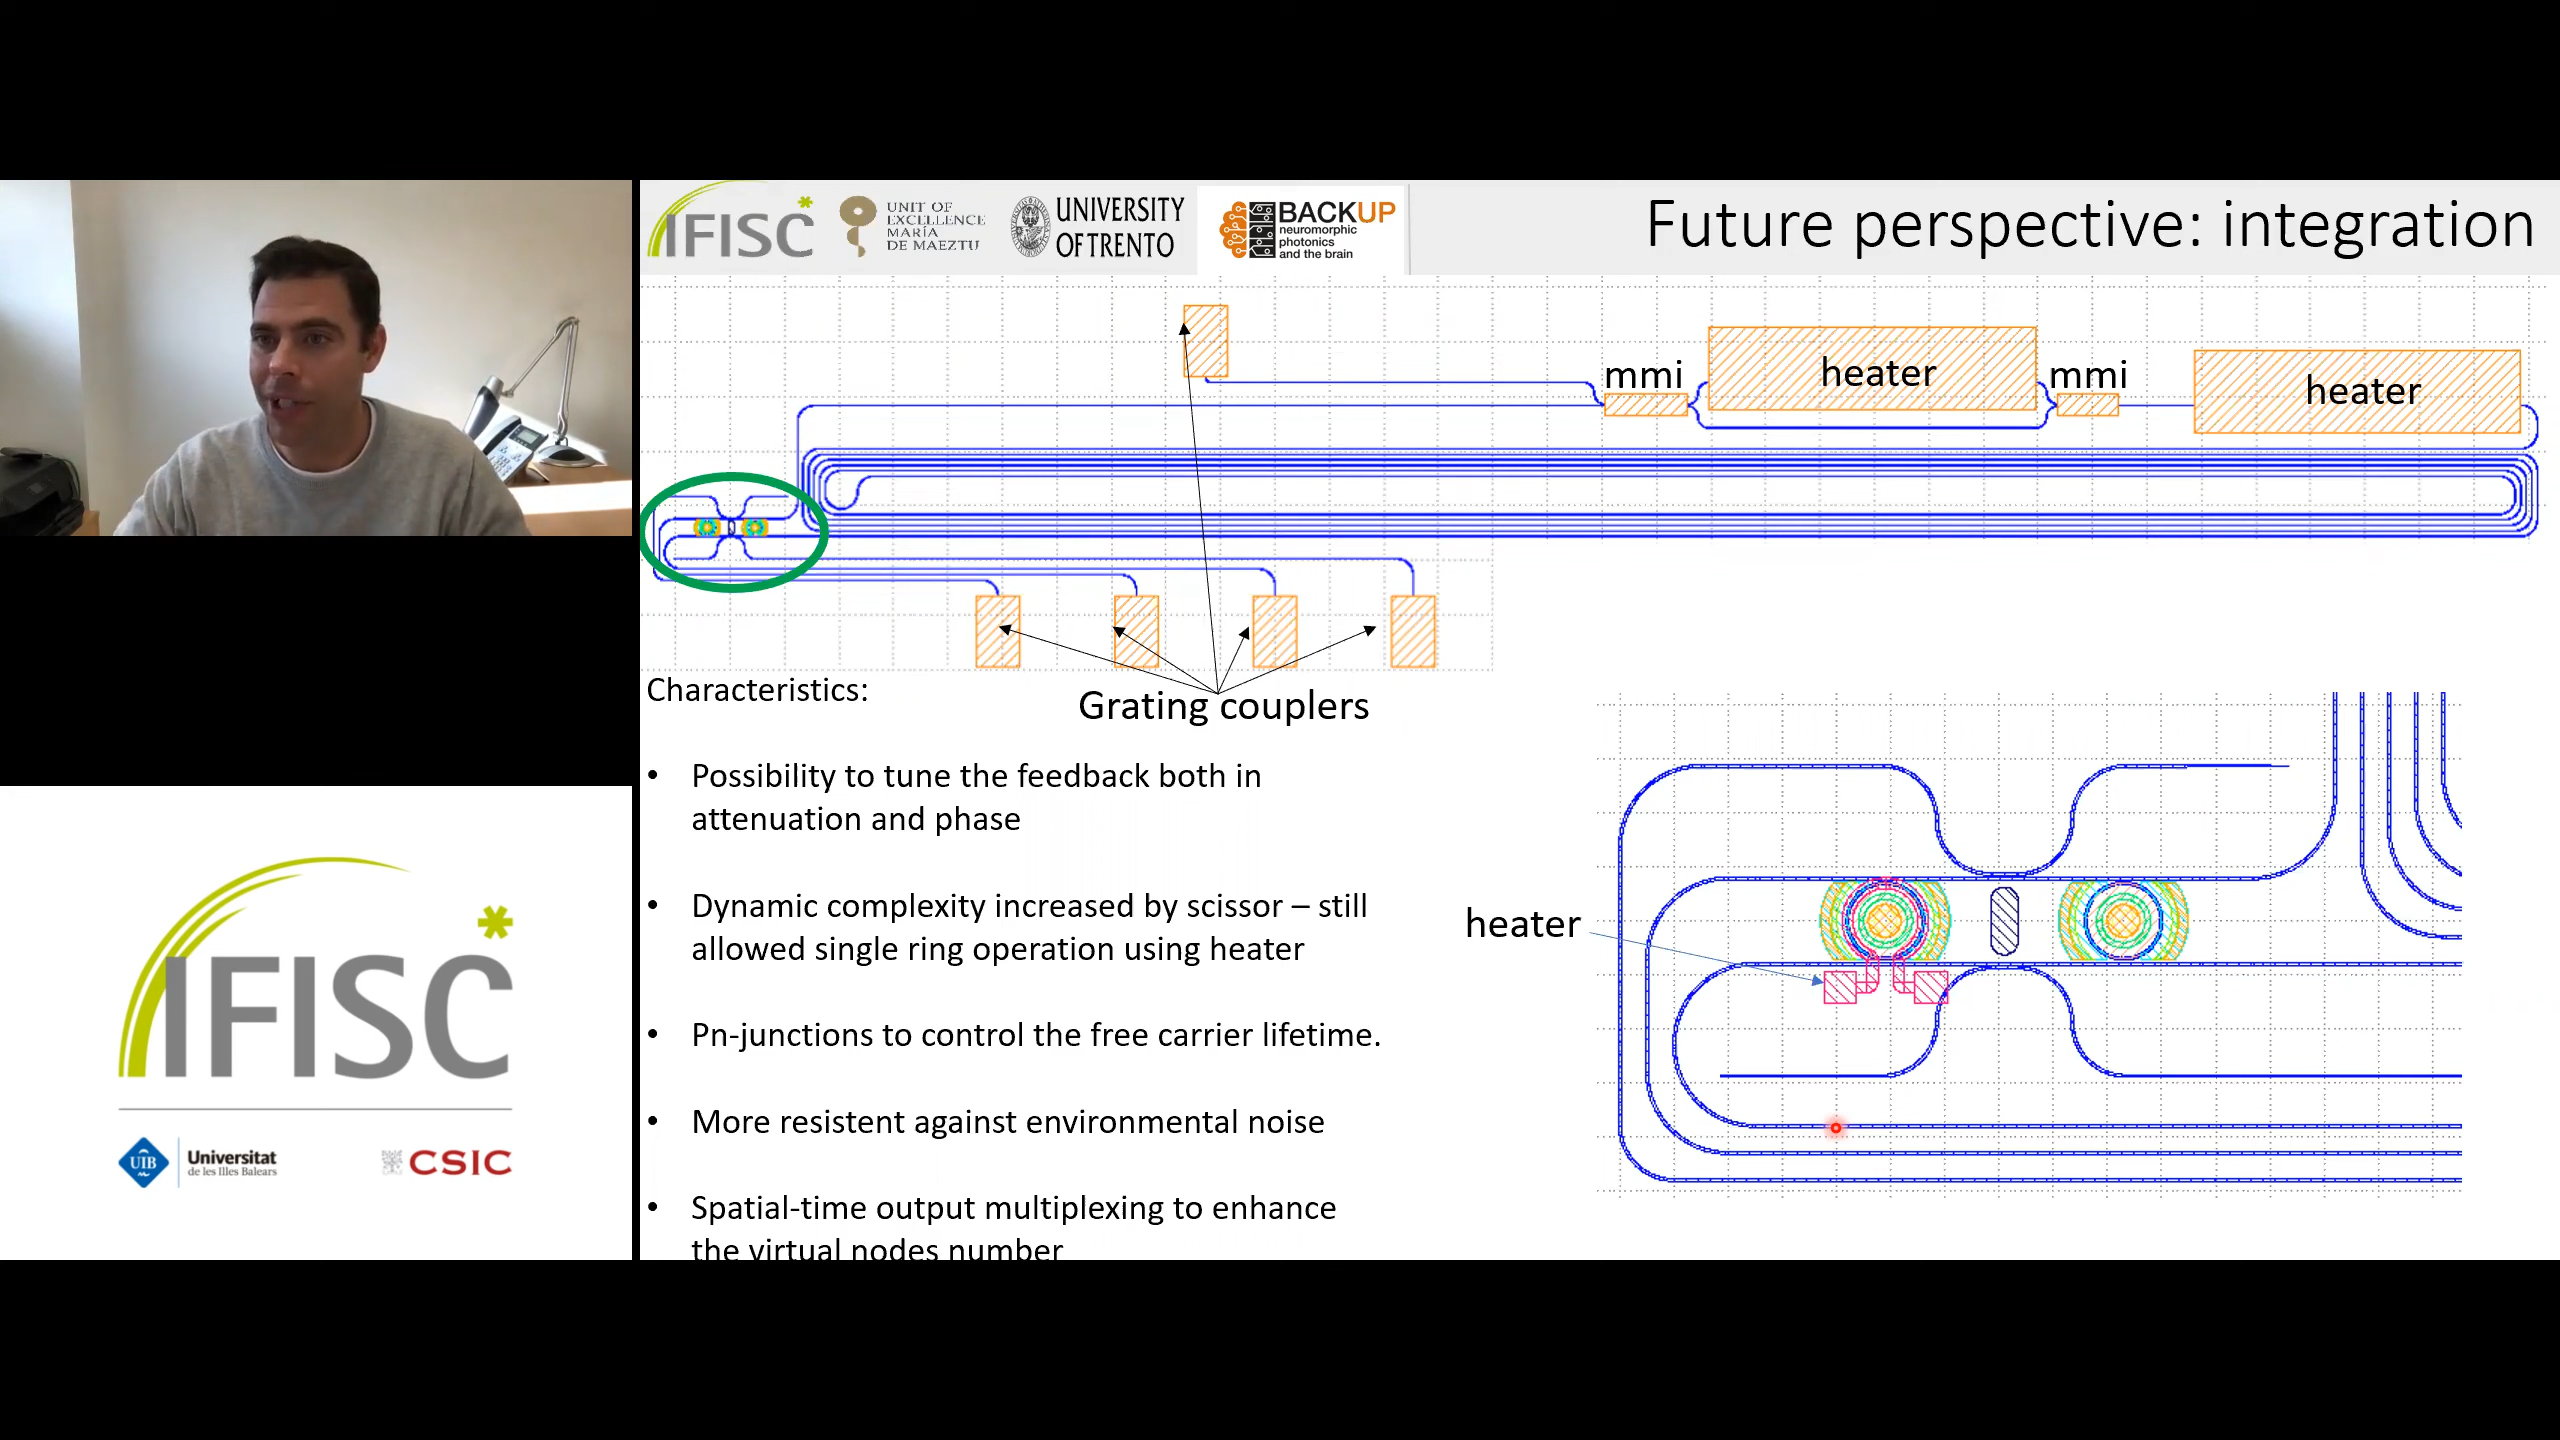 IFISC
UNIT OF
EXCELLENCE
MARÍA
DE MAEZTU
UNIVERSITY
OF TRENTO
BACKUP
neuromorphic
photonics
and the brain
Future perspective: integration
mmi
heater
mmi
heater
Grating couplers
Characteristics:
• Possibility to tune the feedback both in
attenuation and phase
• Dynamic complexity increased by scissor – still
allowed single ring operation using heater
• Pn-junctions to control the free carrier lifetime.
• More resistent against environmental noise
• Spatial-time output multiplexing to enhance
the virtual nodes number
heater
IFISC
UIB
Universitat
de les Illes Balears
CSIC